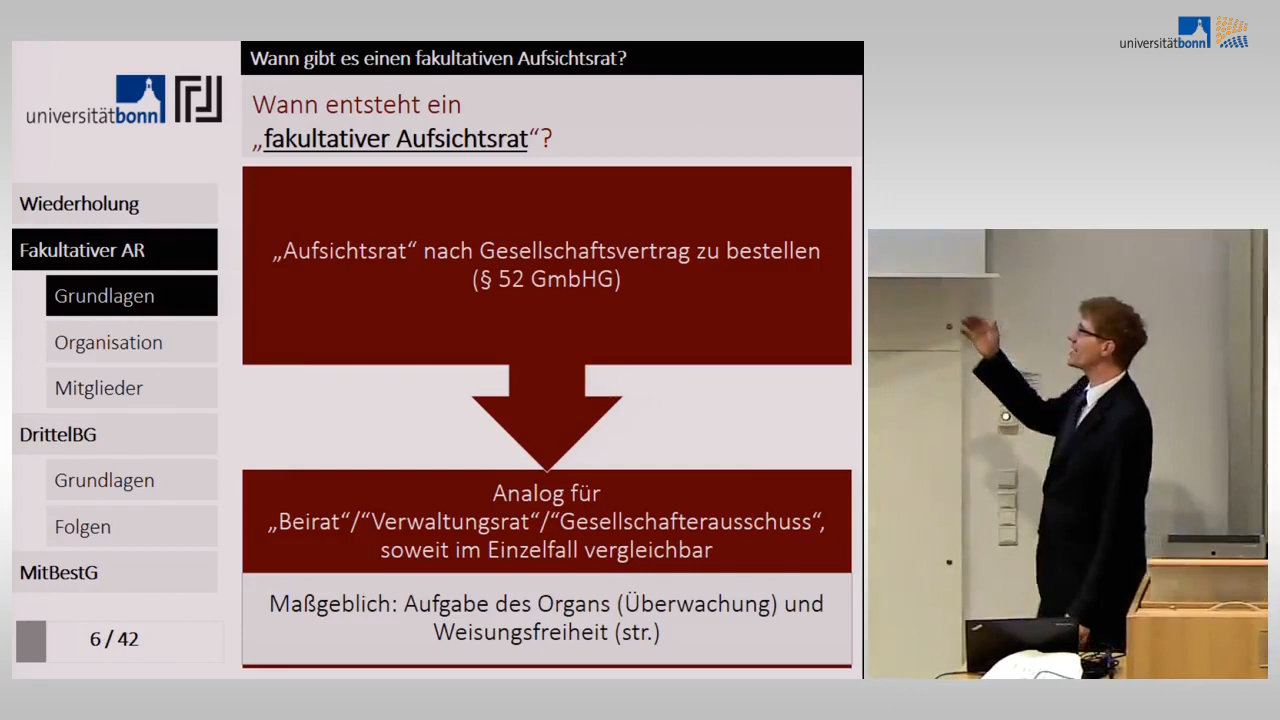 universitätbonn
Wann gibt es einen fakultativen Aufsichtsrat?
universitätbonn
Wann entsteht ein
„fakultativer Aufsichtsrat“?
Wiederholung
Fakultativer AR
Grundlagen
Organisation
Mitglieder
DrittelBG
Grundlagen
Folgen
MitBestG
6 / 42
„Aufsichtsrat“ nach Gesellschaftsvertrag zu bestellen
(§ 52 GmbHG)
Analog für
„Beirat“/“Verwaltungsrat“/“Gesellschafterausschuss“,
soweit im Einzelfall vergleichbar
Maßgeblich: Aufgabe des Organs (Überwachung) und
Weisungsfreiheit (str.)